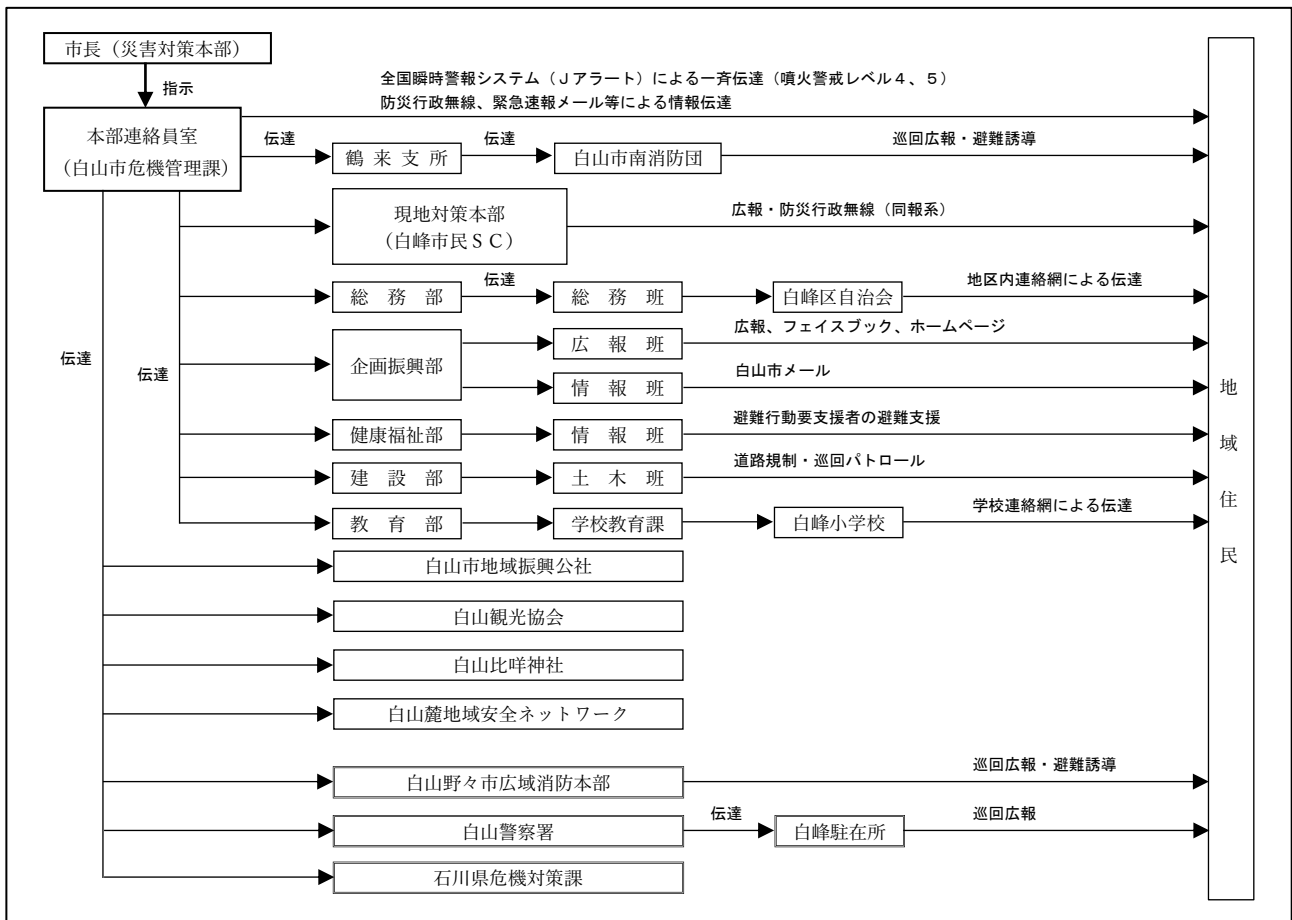 市長（災害対策本部）
指示
全国瞬時警報システム（Ｊアラート）による一斉伝達（噴火警戒レベル４、５）
防災行政無線、緊急速報メール等による情報伝達
本部連絡員室
（白山市危機管理課）
伝達
鶴来支所
伝達
白山市南消防団
巡回広報・避難誘導
現地対策本部
（白峰市民ＳＣ）
広報・防災行政無線（同報系）
総務部
伝達
総務班
白峰区自治会
地区内連絡網による伝達
企画振興部
広報班
広報、フェイスブック、ホームページ
情報班
白山市メール
伝達
伝達
健康福祉部
情報班
避難行動要支援者の避難支援
建設部
土木班
道路規制・巡回パトロール
教育部
学校教育課
白峰小学校
学校連絡網による伝達
白山市地域振興公社
白山観光協会
白山比咩神社
白山麓地域安全ネットワーク
白山野々市広域消防本部
巡回広報・避難誘導
白山警察署
伝達
白峰駐在所
巡回広報
石川県危機対策課
地域住民